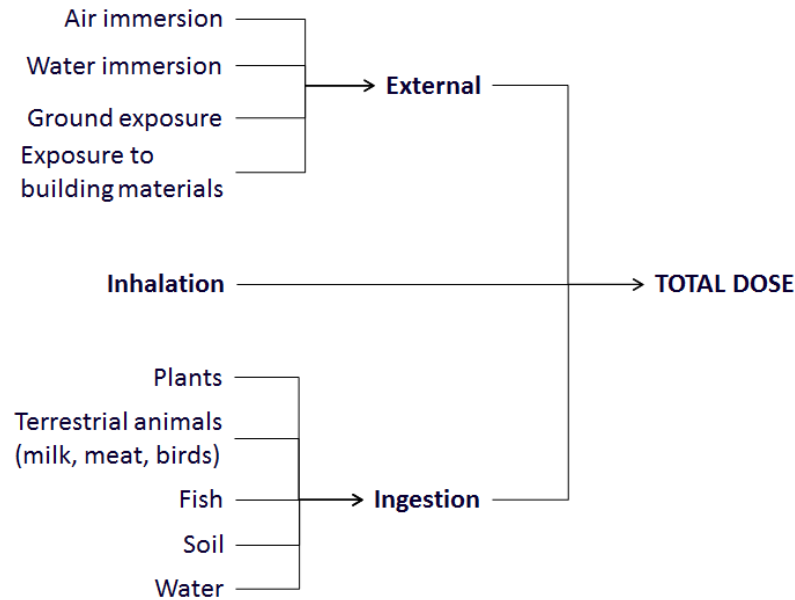 Air immersion
Water immersion
External
Ground exposure
Exposure to
building materials
Inhalation
TOTAL DOSE
Plants
Terrestrial animals
(milk, meat, birds)
Fish
Ingestion
Soil
Water